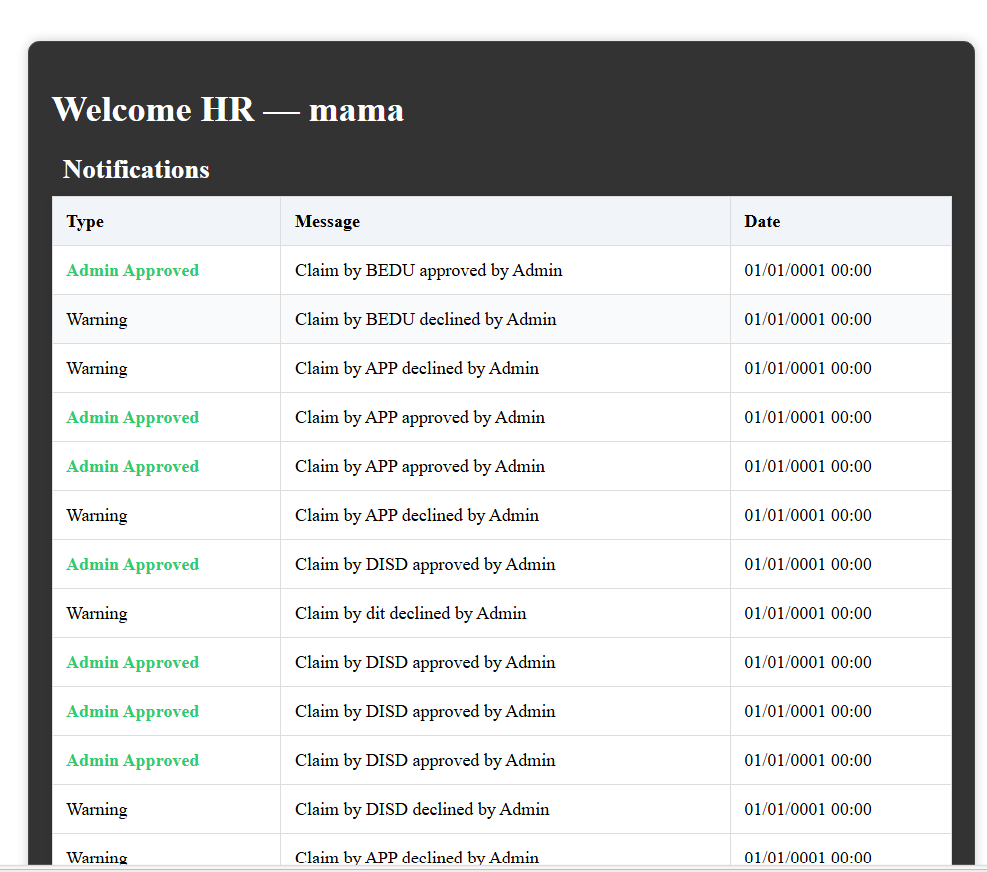 Welcome HR — mama
Notifications
Type Message Date
Admin Approved Claim by BEDU approved by Admin 01/01/0001 00:00
Warning Claim by BEDU declined by Admin 01/01/0001 00:00
Warning Claim by APP declined by Admin 01/01/0001 00:00
Admin Approved Claim by APP approved by Admin 01/01/0001 00:00
Admin Approved Claim by APP approved by Admin 01/01/0001 00:00
Warning Claim by APP declined by Admin 01/01/0001 00:00
Admin Approved Claim by DISD approved by Admin 01/01/0001 00:00
Warning Claim by dit declined by Admin 01/01/0001 00:00
Admin Approved Claim by DISD approved by Admin 01/01/0001 00:00
Admin Approved Claim by DISD approved by Admin 01/01/0001 00:00
Admin Approved Claim by DISD approved by Admin 01/01/0001 00:00
Warning Claim by DISD declined by Admin 01/01/0001 00:00
Warning Claim by APP declined by Admin 01/01/0001 00:00